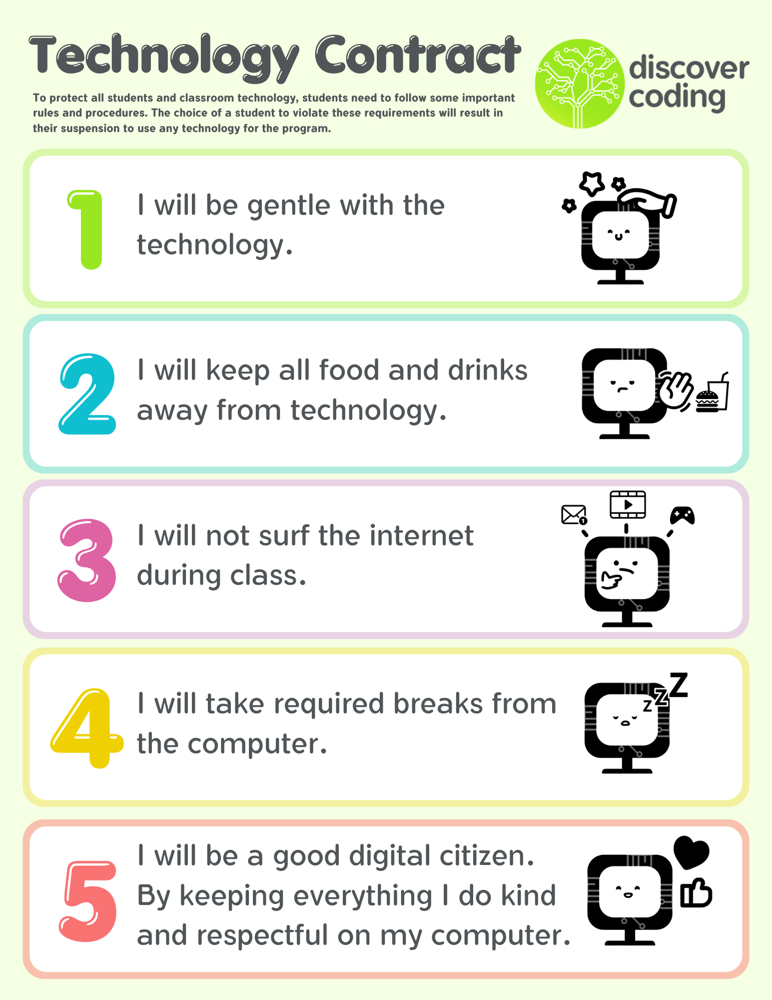 Technology Contract
discover
coding
To protect all students and classroom technology, students need to follow some important
rules and procedures. The choice of a student to violate these requirements will result in
their suspension to use any technology for the program.
1
I will be gentle with the
technology.
2
I will keep all food and drinks
away from technology.
3
I will not surf the internet
during class.
1
4
I will take required breaks from
the computer.
z z Z
5
I will be a good digital citizen.
By keeping everything I do kind
and respectful on my computer.